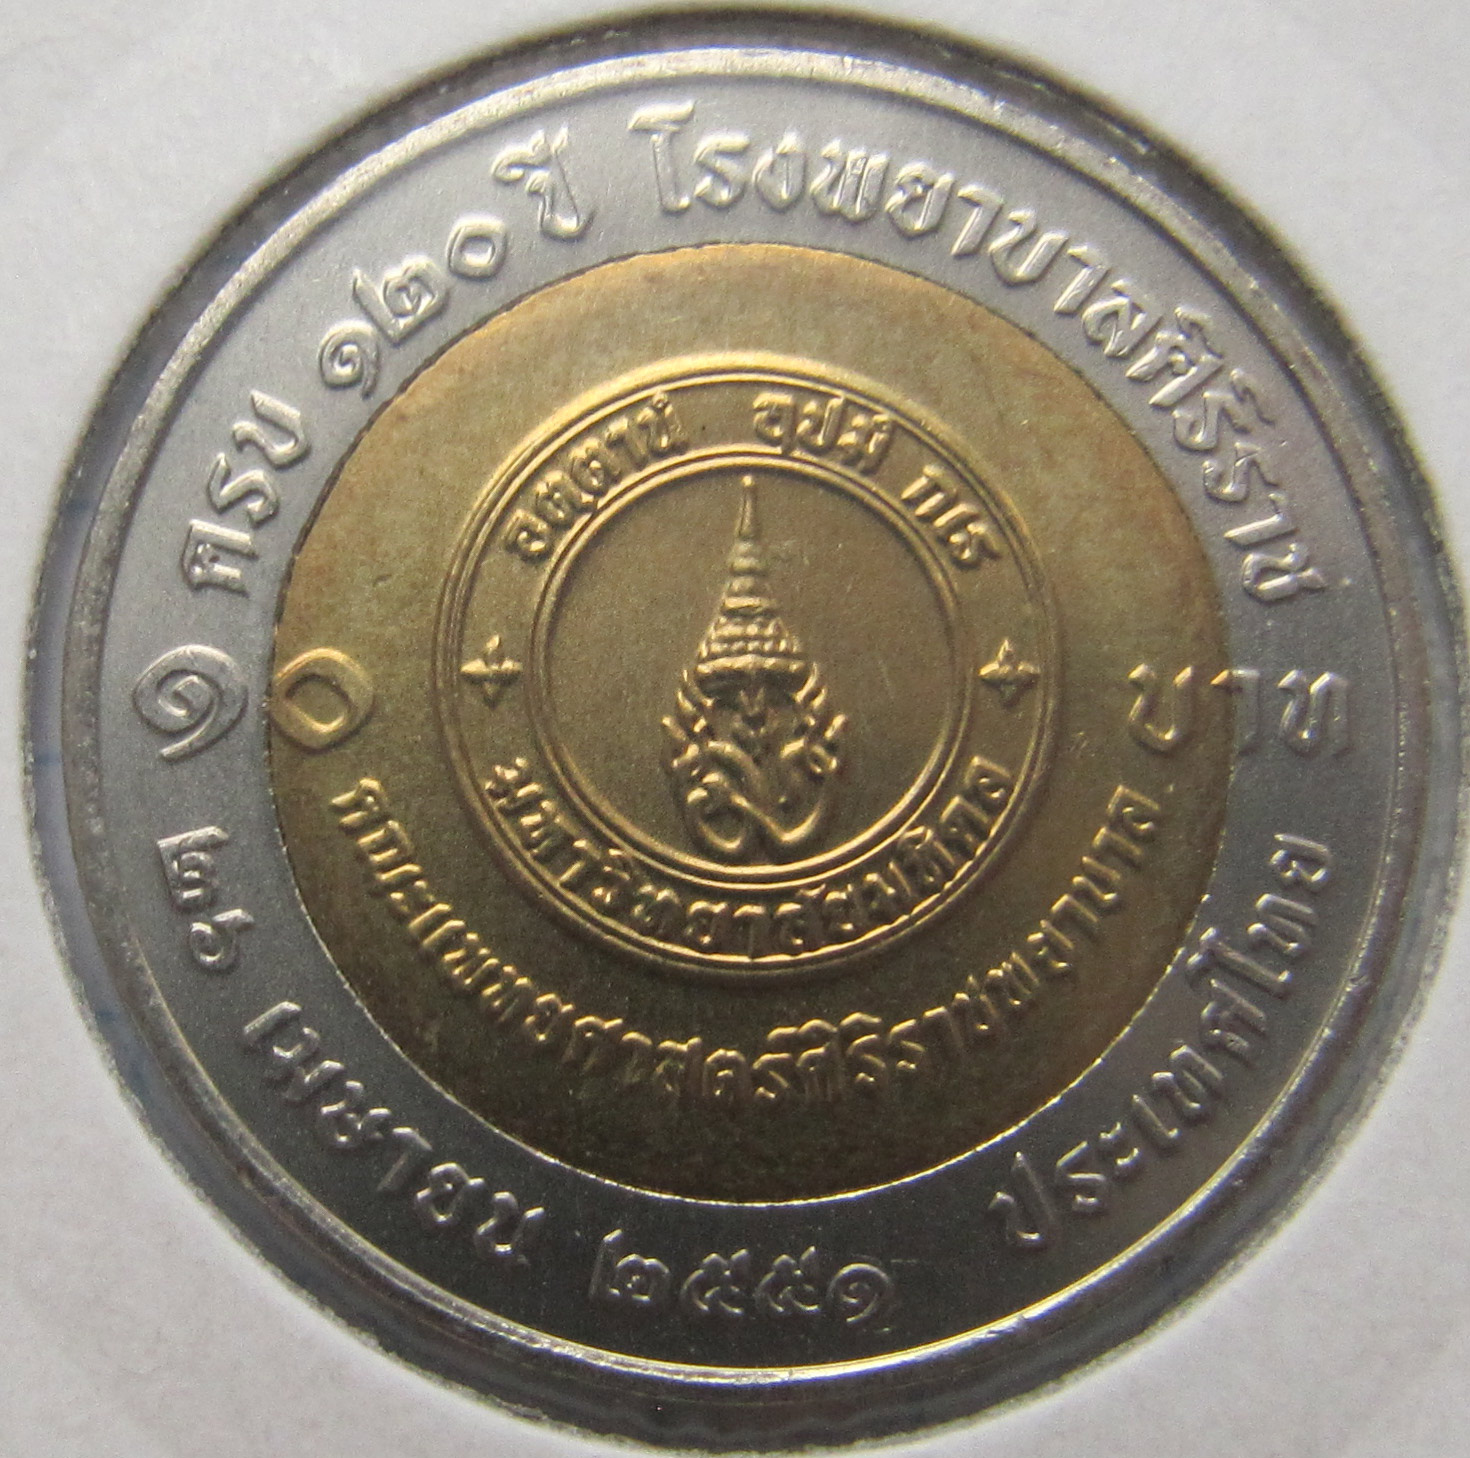 ครบ ๑๒๐ ปี โรงพยาบาลศิริราช
อตฺตานํ อุปมํ กเร
มหาวิทยาลัยมหิดล
๑๐ บาท
คณะแพทยศาสตร์ศิริราชพยาบาล
๒๖ เมษายน ๒๕๕๑
ประเทศไทย